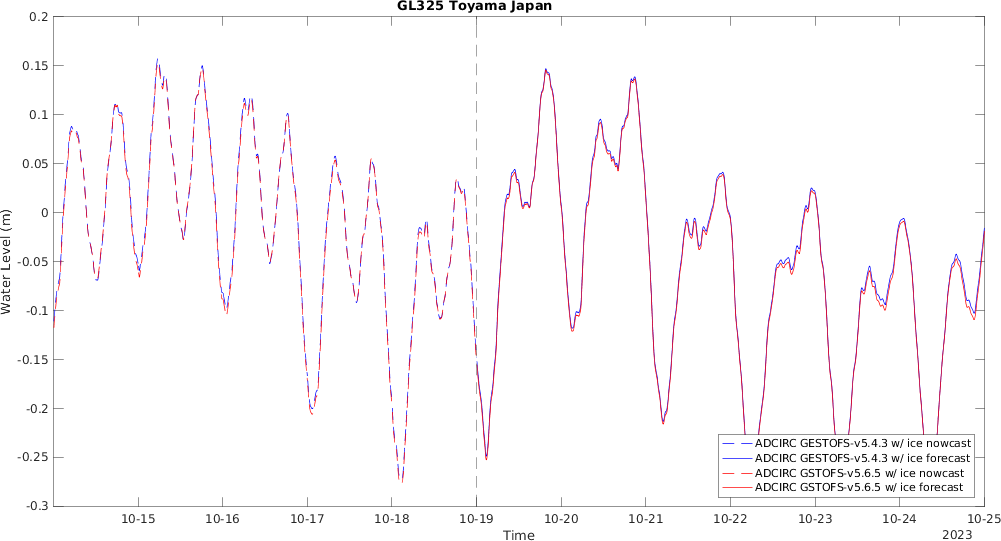 GL325 Toyama Japan
0.2
0.15
0.1
0.05
0
-0.05
-0.1
-0.15
-0.2
-0.25
-0.3
Water Level (m)
ADCIRC GESTOFS-v5.4.3 w/ ice nowcast
ADCIRC GESTOFS-v5.4.3 w/ ice forecast
ADCIRC GSTOFS-v5.6.5 w/ ice nowcast
ADCIRC GSTOFS-v5.6.5 w/ ice forecast
10-15 10-16 10-17 10-18 10-19 10-20 10-21 10-22 10-23 10-24 10-25
Time
2023